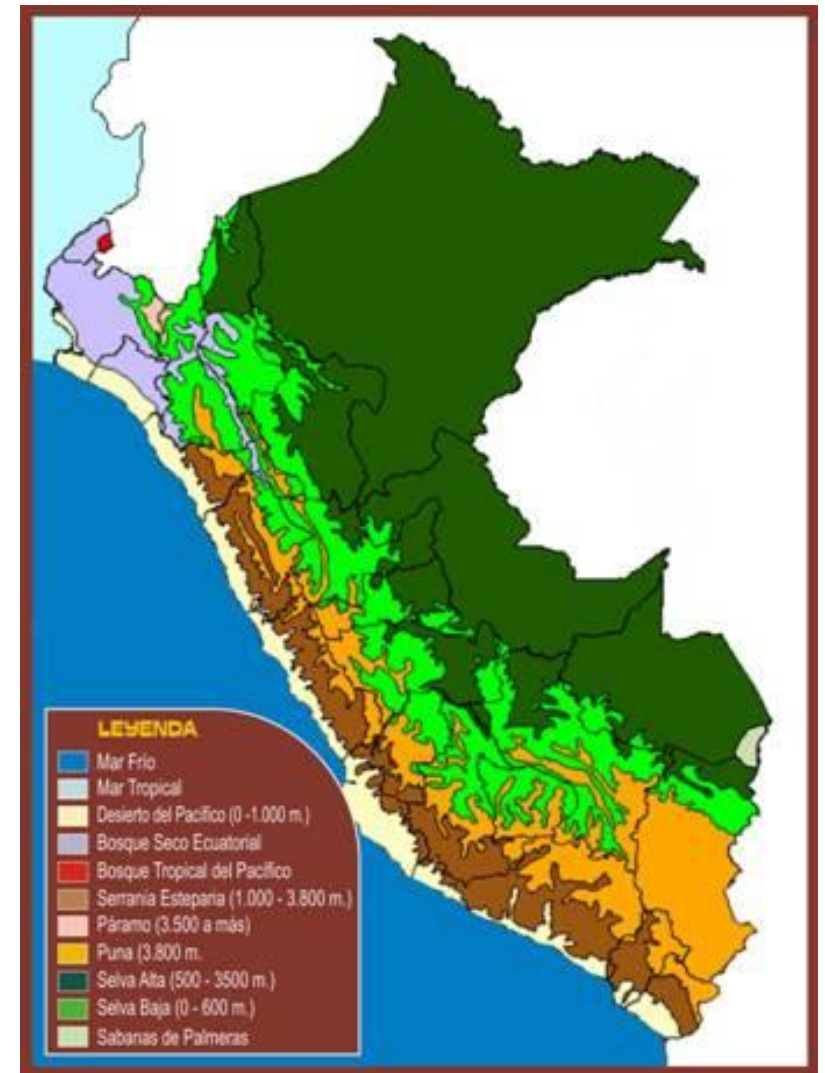 LEYENDA
Mar Frío
Mar Tropical
Desierto del Pacífico (0 -1.000 m.)
Bosque Seco Ecuatorial
Bosque Tropical del Pacífico
Serrania Esteparia (1.000 - 3.800 m.)
Páramo (3.500 a más)
Puna (3.800 m.
Selva Alta (500 - 3500 m.)
Selva Baja (0 - 600 m.)
Sabanas de Palmeras